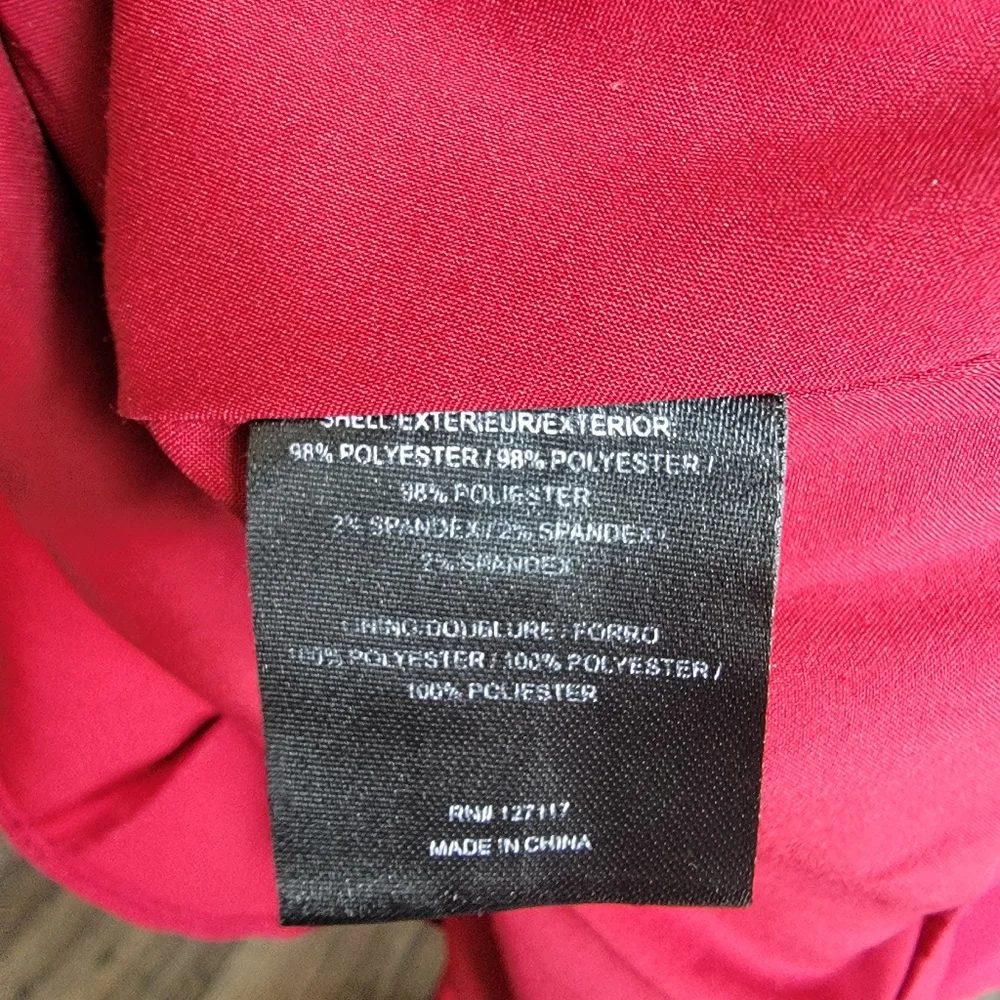 SHELL/EXTERIEUR/EXTERIOR
98% POLYESTER / 98% POLYESTER /
98% POLIESTER
2% SPANDEX / 2% SPANDEX /
2% SPANDEX
LINING/DOUBLURE / FORRO
100% POLYESTER / 100% POLYESTER /
100% POLIESTER
RN# 127117
MADE IN CHINA